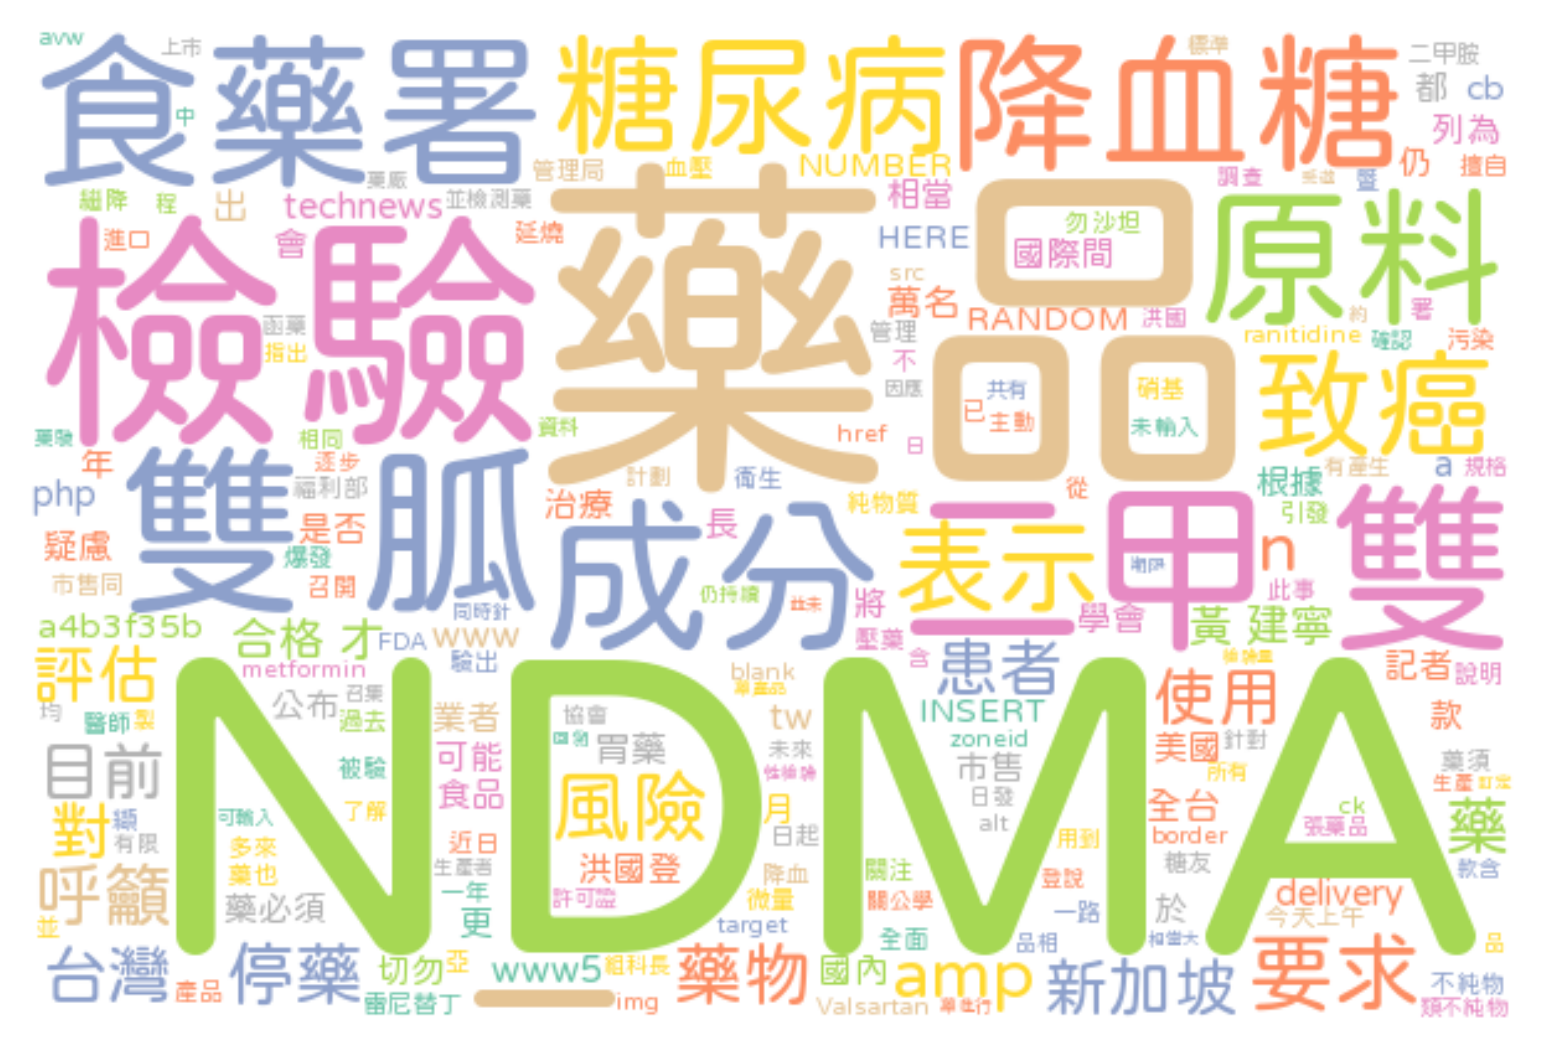 avw
上市
食藥署
糖尿病
降血糖
標準
二甲胺
都
cb
列為
中
管理局
血壓
NUMBER
仍
擅自
藥廠
調查
暨
繼降
程
出
technews
並檢測藥
相當
進口
會
延燒
HERE
勿沙坦
國際間
原料
檢驗
藥品
src
萬名
RANDOM
洪國
約
署
函藥
指出
管理
ranitidine
確認
污染
不
因應
共有
已
主動
硝基
未輸入
致癌
相同
資料
href
日
年
逐步
計劃
衛生
有產生
a
規格
php
雙胍
福利部
治療
純物質
從
根據
引發
疑慮
是否
爆發
成分
長
表示
二甲雙
n
市售同
召開
同時針
仍持續
將
此事
a4b3f35b
合格
才
FDA
www
壓藥
學會
黃
建寧
評估
metformin
驗出
blank
含
患者
記者
說明
均
醫師
製
公布
召集
過去
業者
協會
tw
INSERT
使用
款
目前
NDMA
被驗
可能
胃藥
未來
zoneid
美國
針對
藥須
食品
風險
市售
所有
生產
對
可輸入
了解
月
日發
全台
ck
張藥品
藥
有限
多來
近日
日起
alt
用到
border
糖友
藥也
生產者
洪國登
降血
關注
登說
款含
呼籲
藥必須
一年
許可證
微量
關公學
delivery
並
更
target
全面
一路
於
今天上午
品相
相當大
品
台灣
產品
停藥
切勿
亞
www5
組科長
藥物
國內
amp
新加坡
要求
不純物
雷尼替丁
img
Valsartan
類不純物